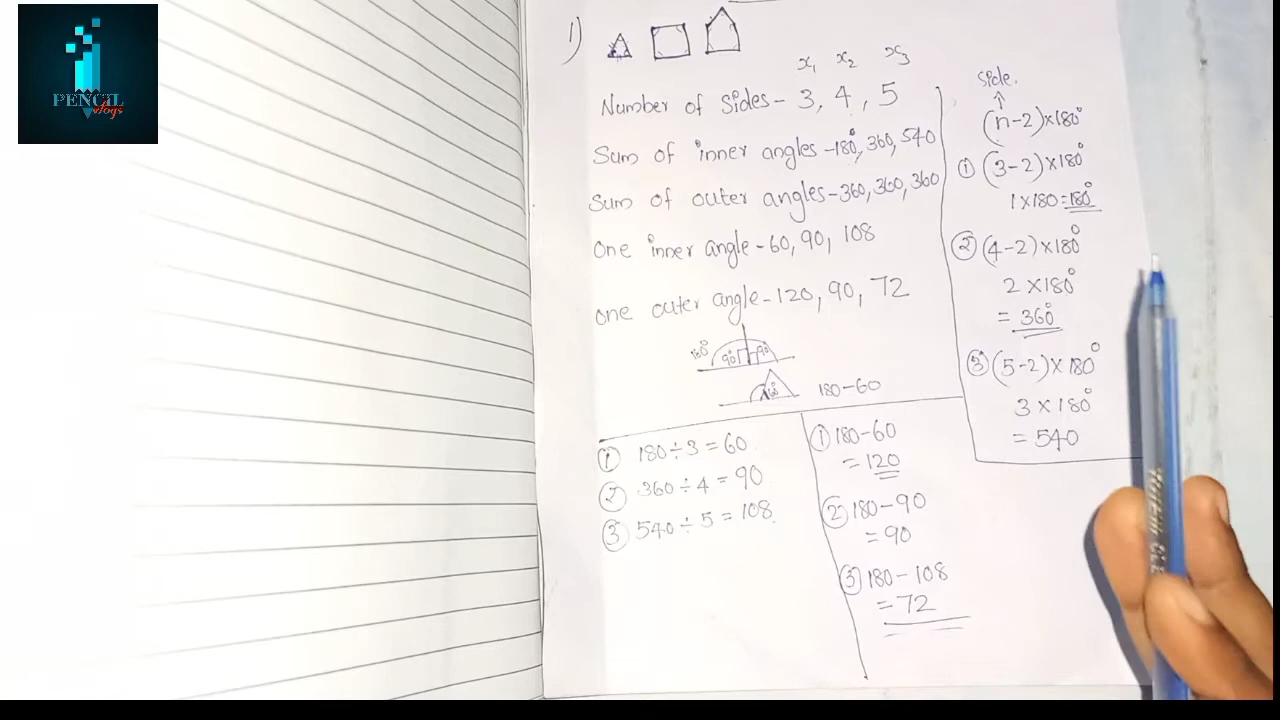 PENCIL
vlogs
1)
x₁ x₂ x₃
Number of sides - 3, 4, 5
Sum of inner angles - 180°, 360, 540
Sum of outer angles - 360, 360, 360
One inner angle - 60, 90, 108
one outer angle - 120, 90, 72
180° 90° 90°
60° 180-60
① 180÷3 = 60
② 360÷4 = 90
③ 540÷5 = 108
① 180-60
= 120
② 180-90
= 90
③ 180-108
= 72
side.
↑
(n-2)×180°
① (3-2)×180°
1×180=180°
② (4-2)×180°
2×180°
= 360°
③ (5-2)×180°
3×180°
= 540